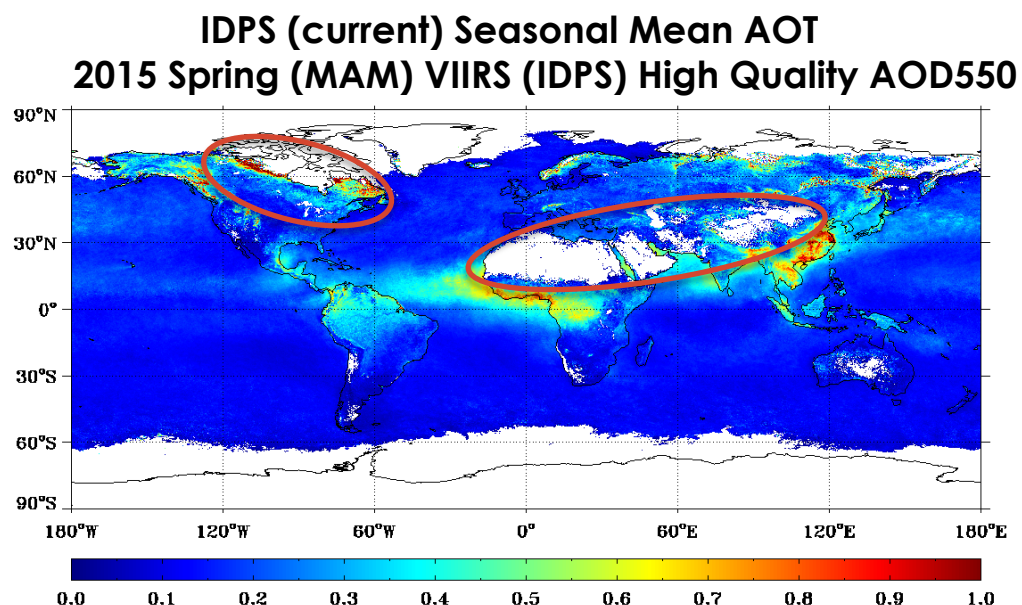 IDPS (current) Seasonal Mean AOT
2015 Spring (MAM) VIIRS (IDPS) High Quality AOD550
90°N
60°N
30°N
0°
30°S
60°S
90°S
180°W 120°W 60°W 0° 60°E 120°E 180°E
0.0 0.1 0.2 0.3 0.4 0.5 0.6 0.7 0.8 0.9 1.0